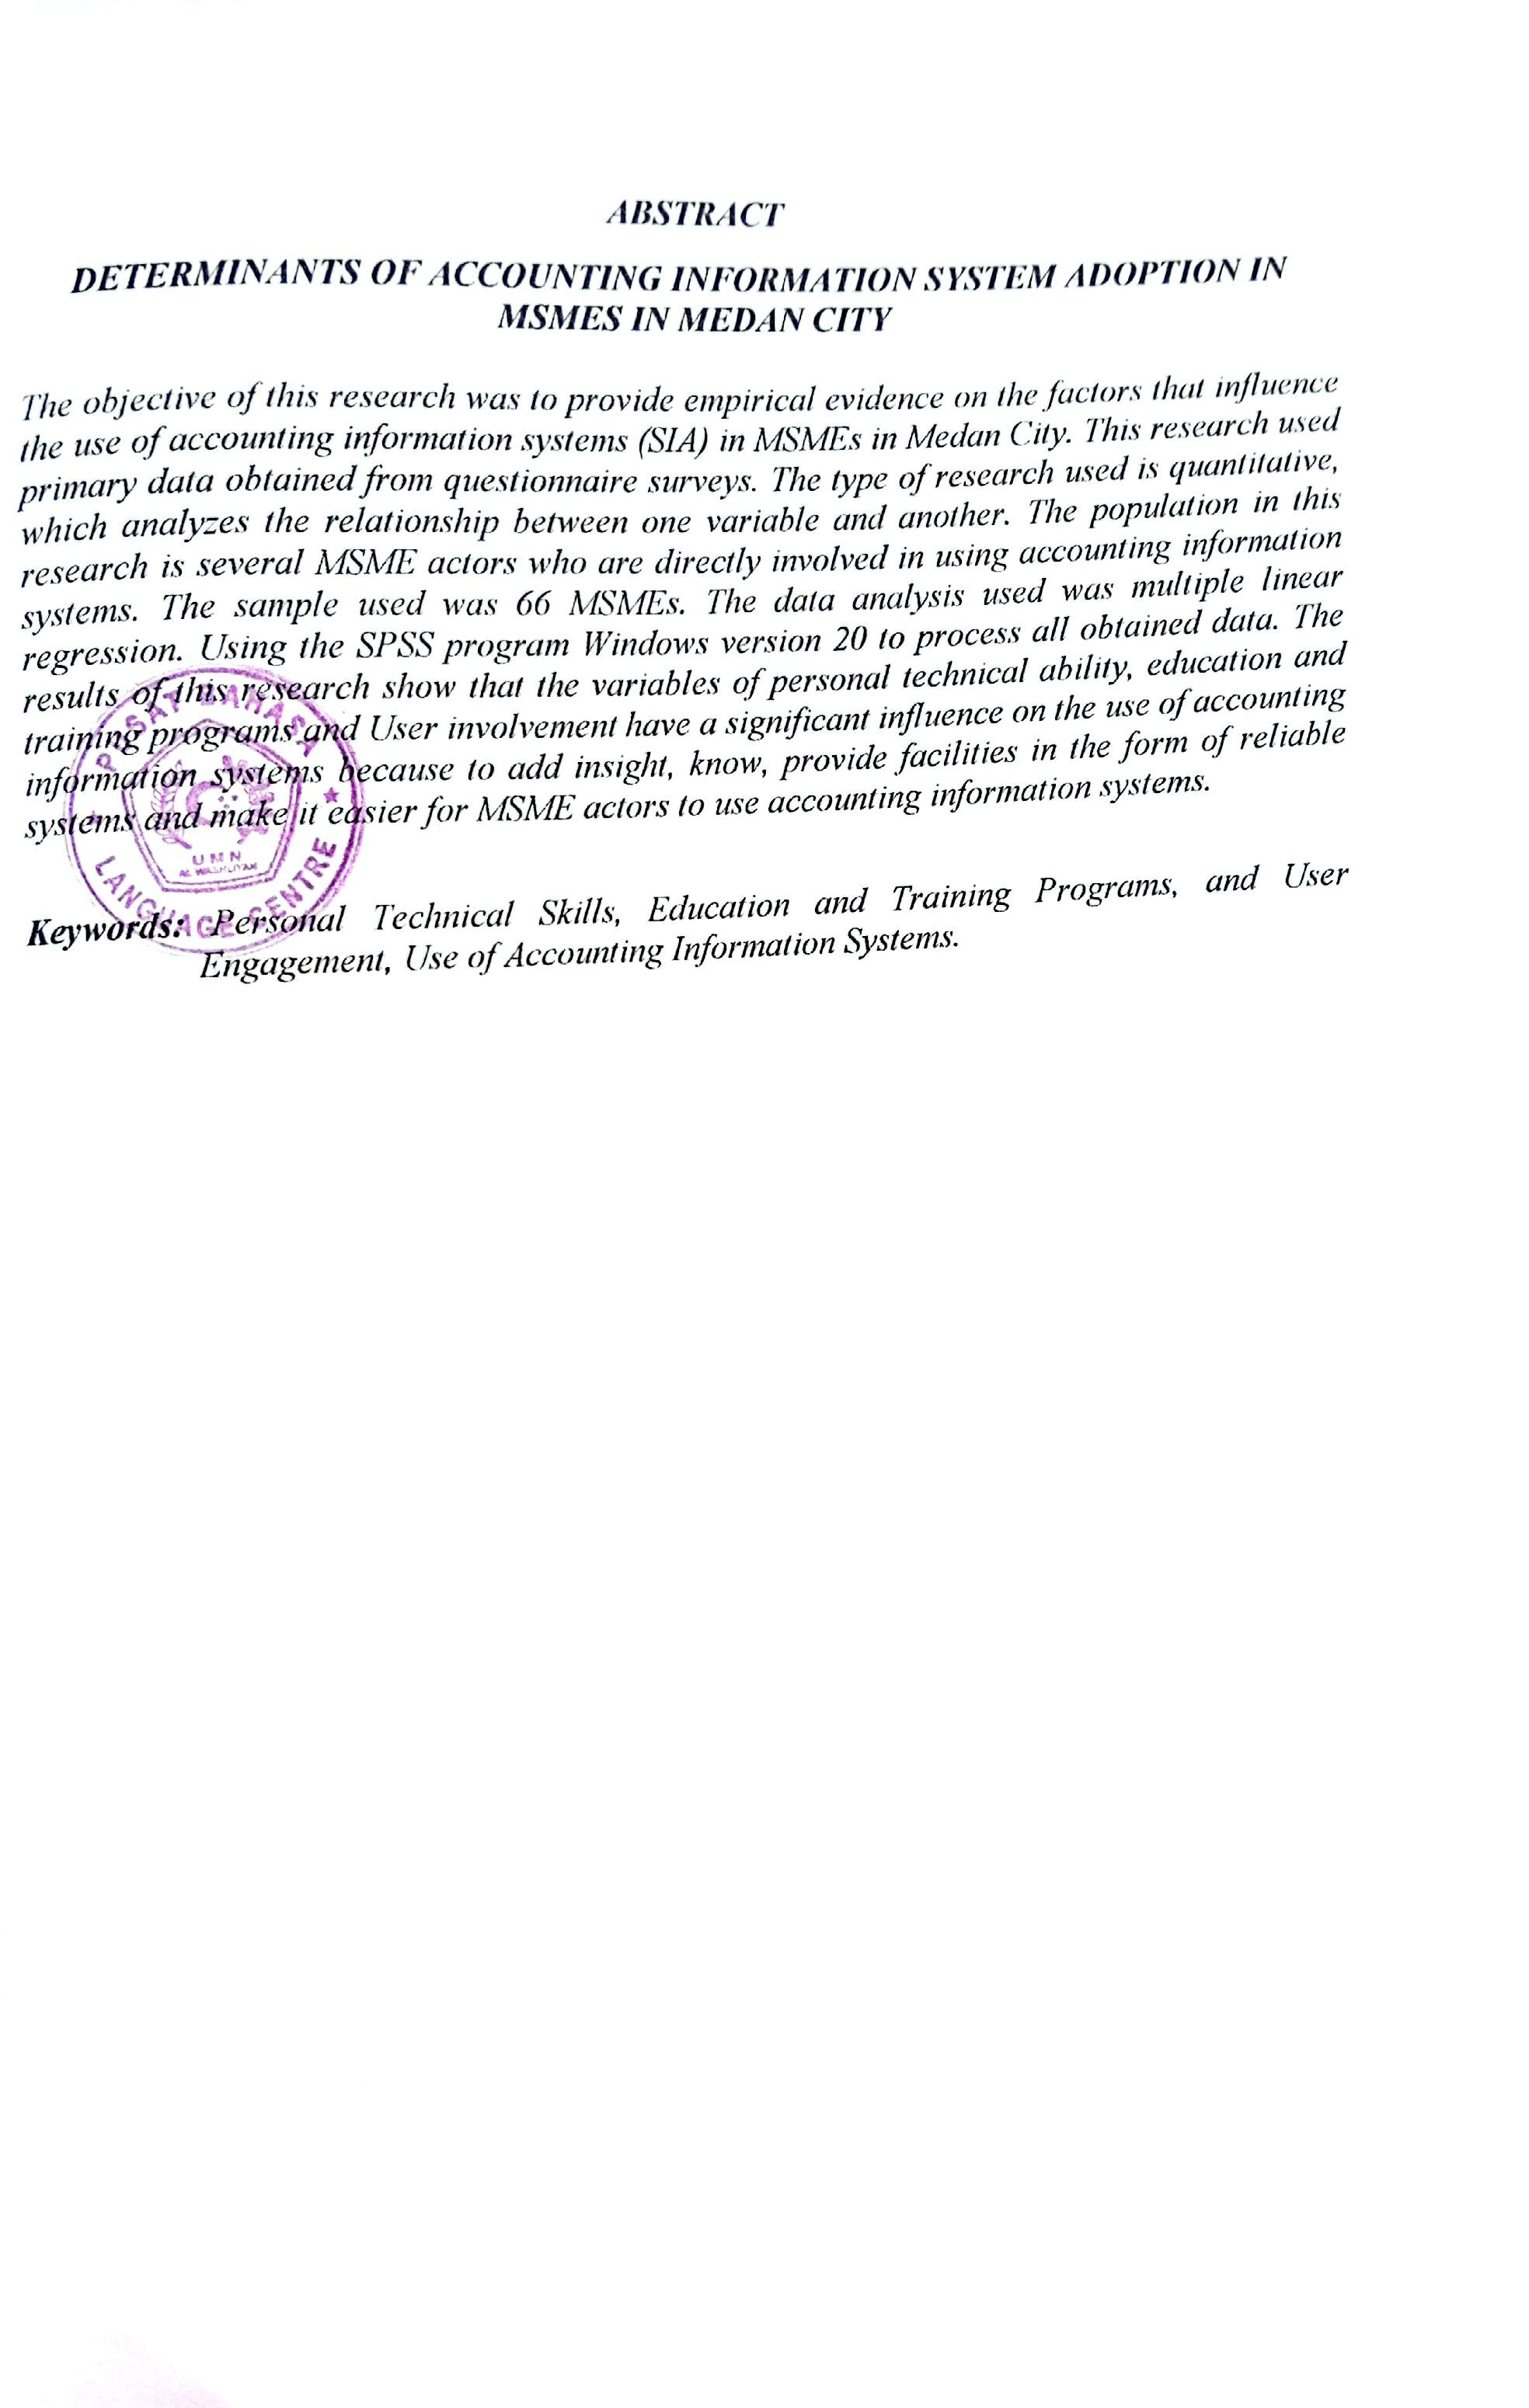 ABSTRACT
DETERMINANTS OF ACCOUNTING INFORMATION SYSTEM ADOPTION IN
MSMES IN MEDAN CITY
The objective of this research was to provide empirical evidence on the factors that influence
the use of accounting information systems (SIA) in MSMEs in Medan City. This research used
primary data obtained from questionnaire surveys. The type of research used is quantitative,
which analyzes the relationship between one variable and another. The population in this
research is several MSME actors who are directly involved in using accounting information
systems. The sample used was 66 MSMEs. The data analysis used was multiple linear
regression. Using the SPSS program Windows version 20 to process all obtained data. The
results of this research show that the variables of personal technical ability, education and
training programs and User involvement have a significant influence on the use of accounting
information systems because to add insight, know, provide facilities in the form of reliable
systems and make it easier for MSME actors to use accounting information systems.
PUSAT BAHASA
UMN
AL WASHLIYAH
LANGUAGE CENTRE
Keywords: Personal Technical Skills, Education and Training Programs, and User
Engagement, Use of Accounting Information Systems.